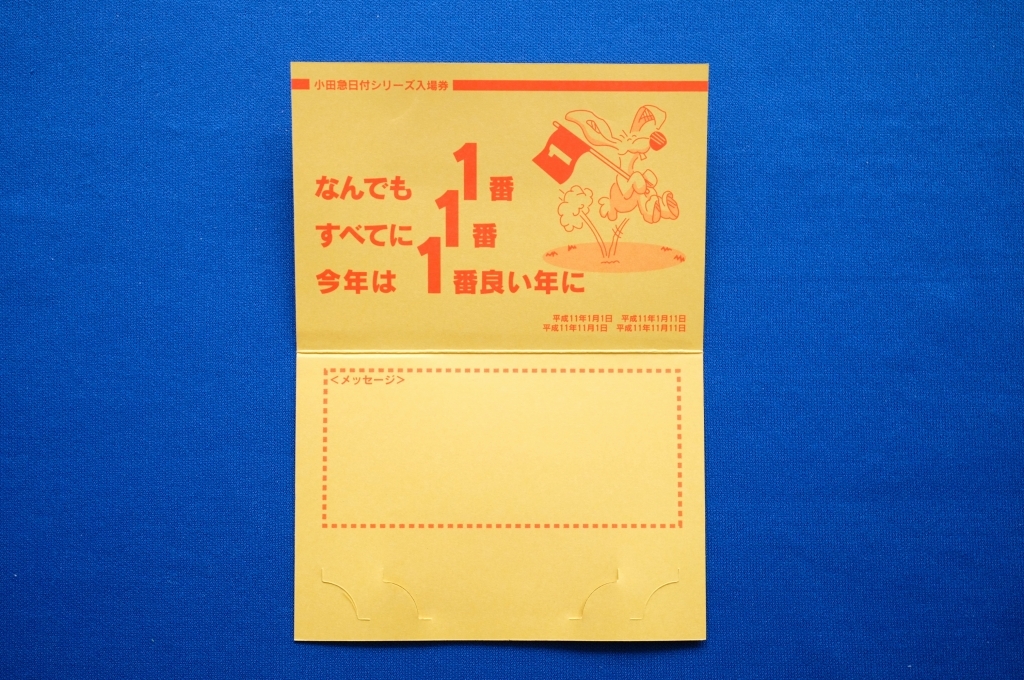 小田急日付シリーズ入場券
1
なんでも1番
すべてに1番
今年は1番良い年に
平成11年1月1日 平成11年1月11日
平成11年11月1日 平成11年11月11日
<メッセージ>